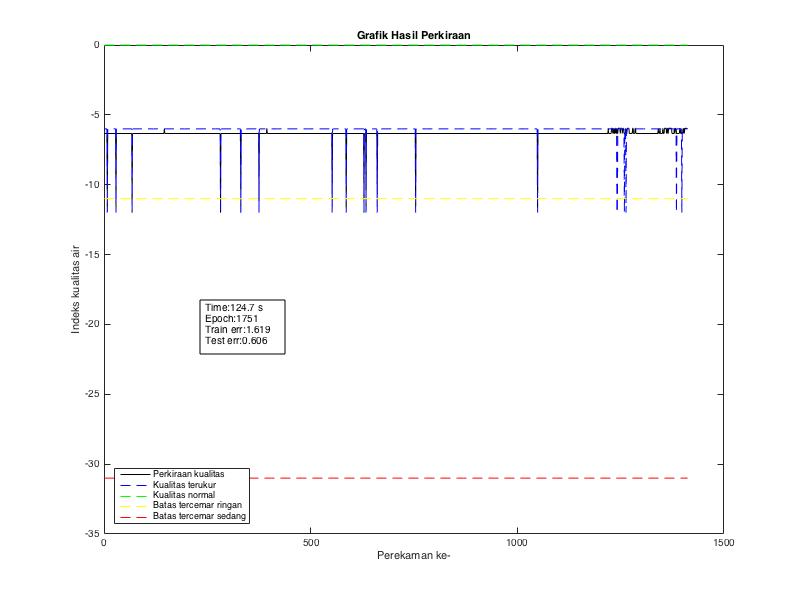 Grafik Hasil Perkiraan
0
-5
-10
-15
-20
-25
-30
-35
Indeks kualitas air
Time:124.7 s
Epoch:1751
Train err:1.619
Test err:0.606
Perkiraan kualitas
Kualitas terukur
Kualitas normal
Batas tercemar ringan
Batas tercemar sedang
0
500
1000
1500
Perekaman ke-